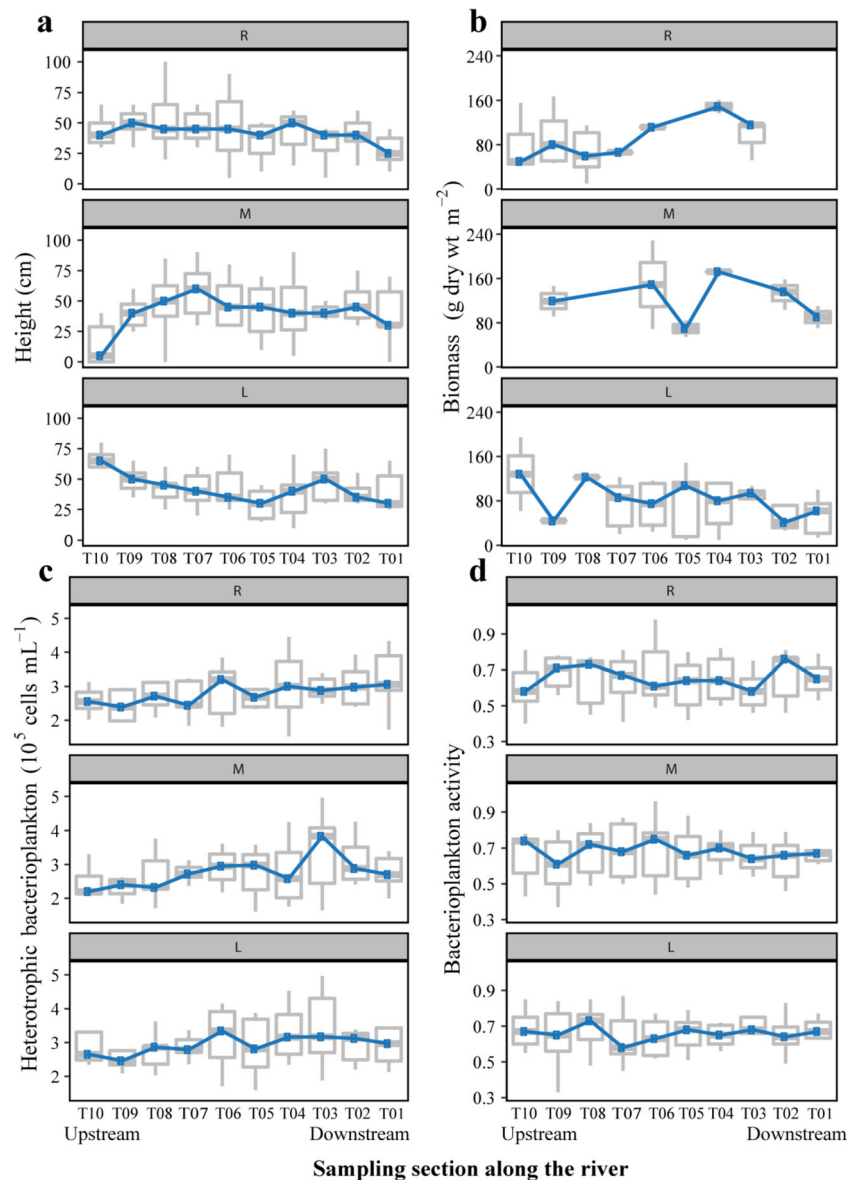 a
R
100
75
50
25
0
M
100
75
50
25
0
L
100
75
50
25
0
Height (cm)
T10 T09 T08 T07 T06 T05 T04 T03 T02 T01
b
R
240
160
80
0
M
240
160
80
0
L
240
160
80
0
Biomass (g dry wt m⁻²)
T10 T09 T08 T07 T06 T05 T04 T03 T02 T01
c
R
5
4
3
2
M
5
4
3
2
L
5
4
3
2
Heterotrophic bacterioplankton (10⁵ cells mL⁻¹)
T10 T09 T08 T07 T06 T05 T04 T03 T02 T01
Upstream Downstream
d
R
0.9
0.7
0.5
0.3
M
0.9
0.7
0.5
0.3
L
0.9
0.7
0.5
0.3
Bacterioplankton activity
T10 T09 T08 T07 T06 T05 T04 T03 T02 T01
Upstream Downstream
Sampling section along the river